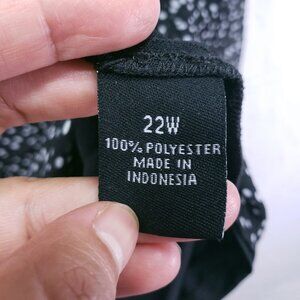 22W
100% POLYESTER
MADE IN
INDONESIA